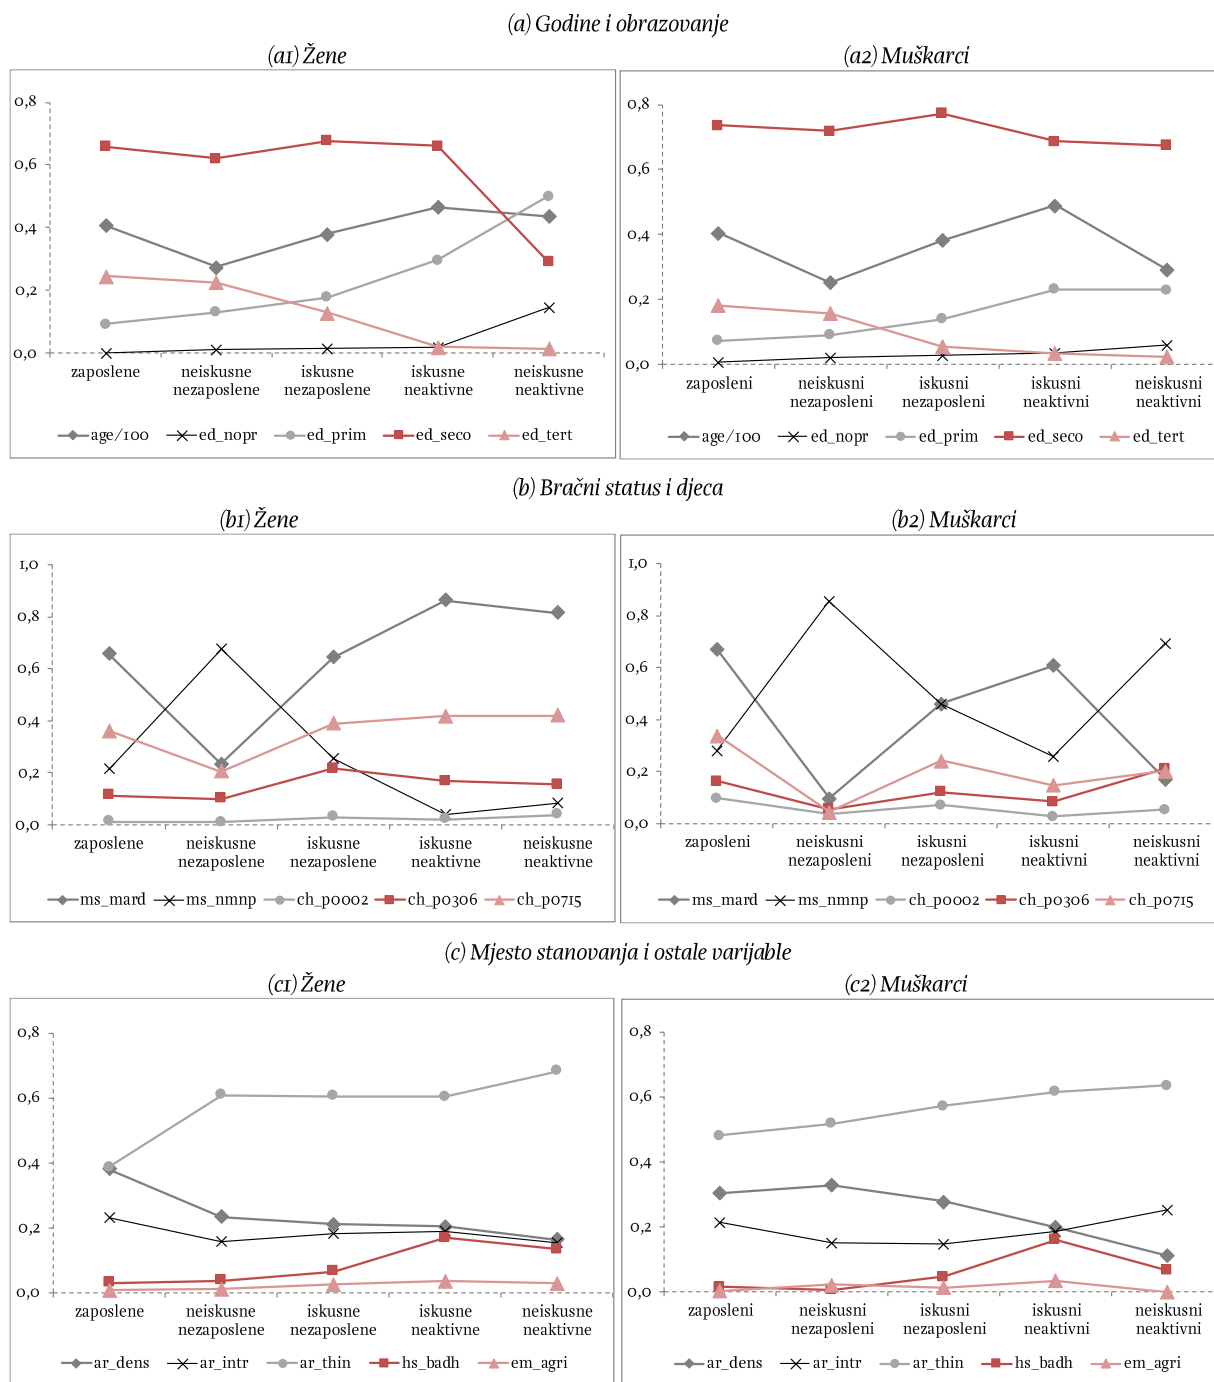 (a) Godine i obrazovanje
(a1) Žene
(a2) Muškarci
0,8
0,6
0,4
0,2
0,0
zaposlene
neiskusne nezaposlene
iskusne nezaposlene
iskusne neaktivne
neiskusne neaktivne
age/100 ed_nopr ed_prim ed_seco ed_tert
0,8
0,6
0,4
0,2
0,0
zaposleni
neiskusni nezaposleni
iskusni nezaposleni
iskusni neaktivni
neiskusni neaktivni
age/100 ed_nopr ed_prim ed_seco ed_tert
(b) Bračni status i djeca
(b1) Žene
(b2) Muškarci
1,0
0,8
0,6
0,4
0,2
0,0
zaposlene
neiskusne nezaposlene
iskusne nezaposlene
iskusne neaktivne
neiskusne neaktivne
ms_mard ms_nmnp ch_p0002 ch_p0306 ch_p0715
1,0
0,8
0,6
0,4
0,2
0,0
zaposleni
neiskusni nezaposleni
iskusni nezaposleni
iskusni neaktivni
neiskusni neaktivni
ms_mard ms_nmnp ch_p0002 ch_p0306 ch_p0715
(c) Mjesto stanovanja i ostale varijable
(c1) Žene
(c2) Muškarci
0,8
0,6
0,4
0,2
0,0
zaposlene
neiskusne nezaposlene
iskusne nezaposlene
iskusne neaktivne
neiskusne neaktivne
ar_dens ar_intr ar_thin hs_badh em_agri
0,8
0,6
0,4
0,2
0,0
zaposleni
neiskusni nezaposleni
iskusni nezaposleni
iskusni neaktivni
neiskusni neaktivni
ar_dens ar_intr ar_thin hs_badh em_agri